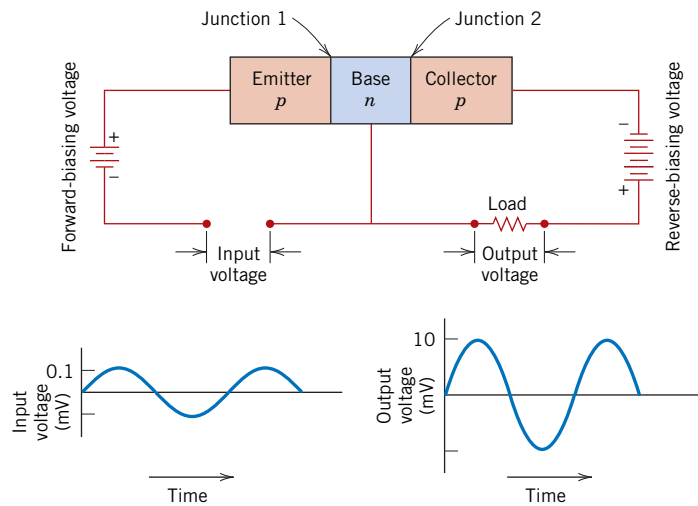 Junction 1
Junction 2
Emitter
p
Base
n
Collector
p
Forward-biasing voltage
+
–
Input
voltage
Load
Output
voltage
–
+
Reverse-biasing voltage
0.1
Input
voltage
(mV)
Time
10
Output
voltage
(mV)
Time